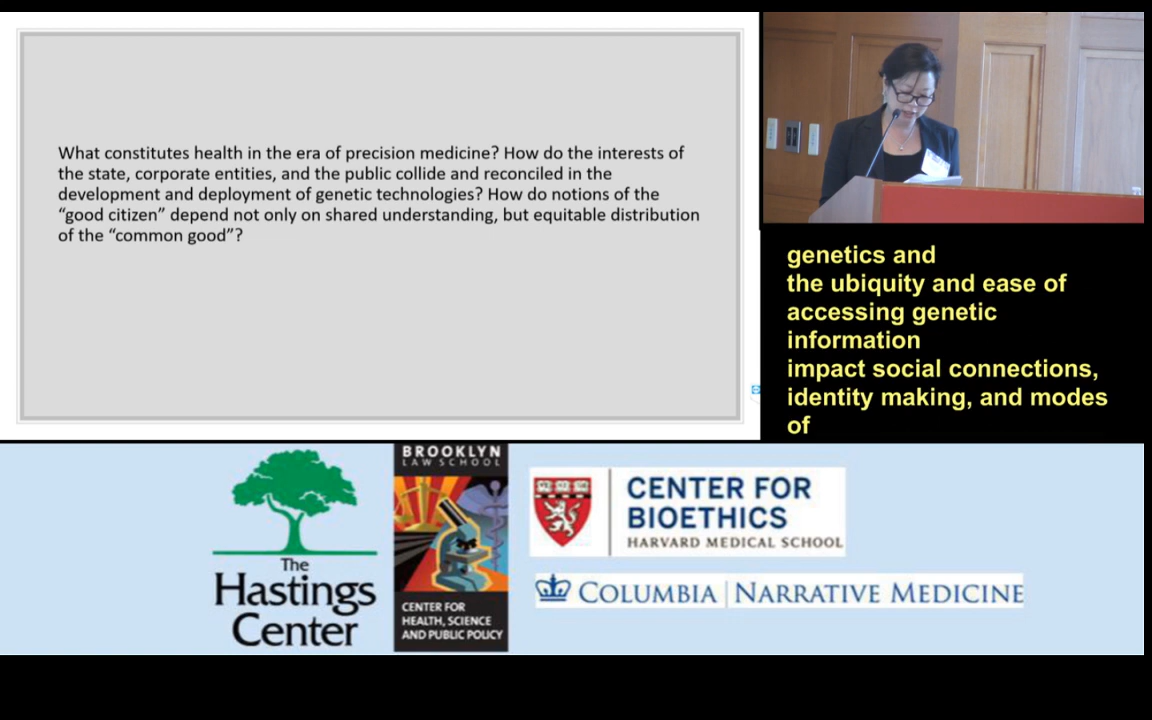 What constitutes health in the era of precision medicine? How do the interests of
the state, corporate entities, and the public collide and reconciled in the
development and deployment of genetic technologies? How do notions of the
“good citizen” depend not only on shared understanding, but equitable distribution
of the “common good”?
genetics and
the ubiquity and ease of
accessing genetic
information
impact social connections,
identity making, and modes
of
The
Hastings
Center
BROOKLYN
LAW SCHOOL
CENTER FOR
HEALTH, SCIENCE
AND PUBLIC POLICY
CENTER FOR
BIOETHICS
HARVARD MEDICAL SCHOOL
COLUMBIA | NARRATIVE MEDICINE